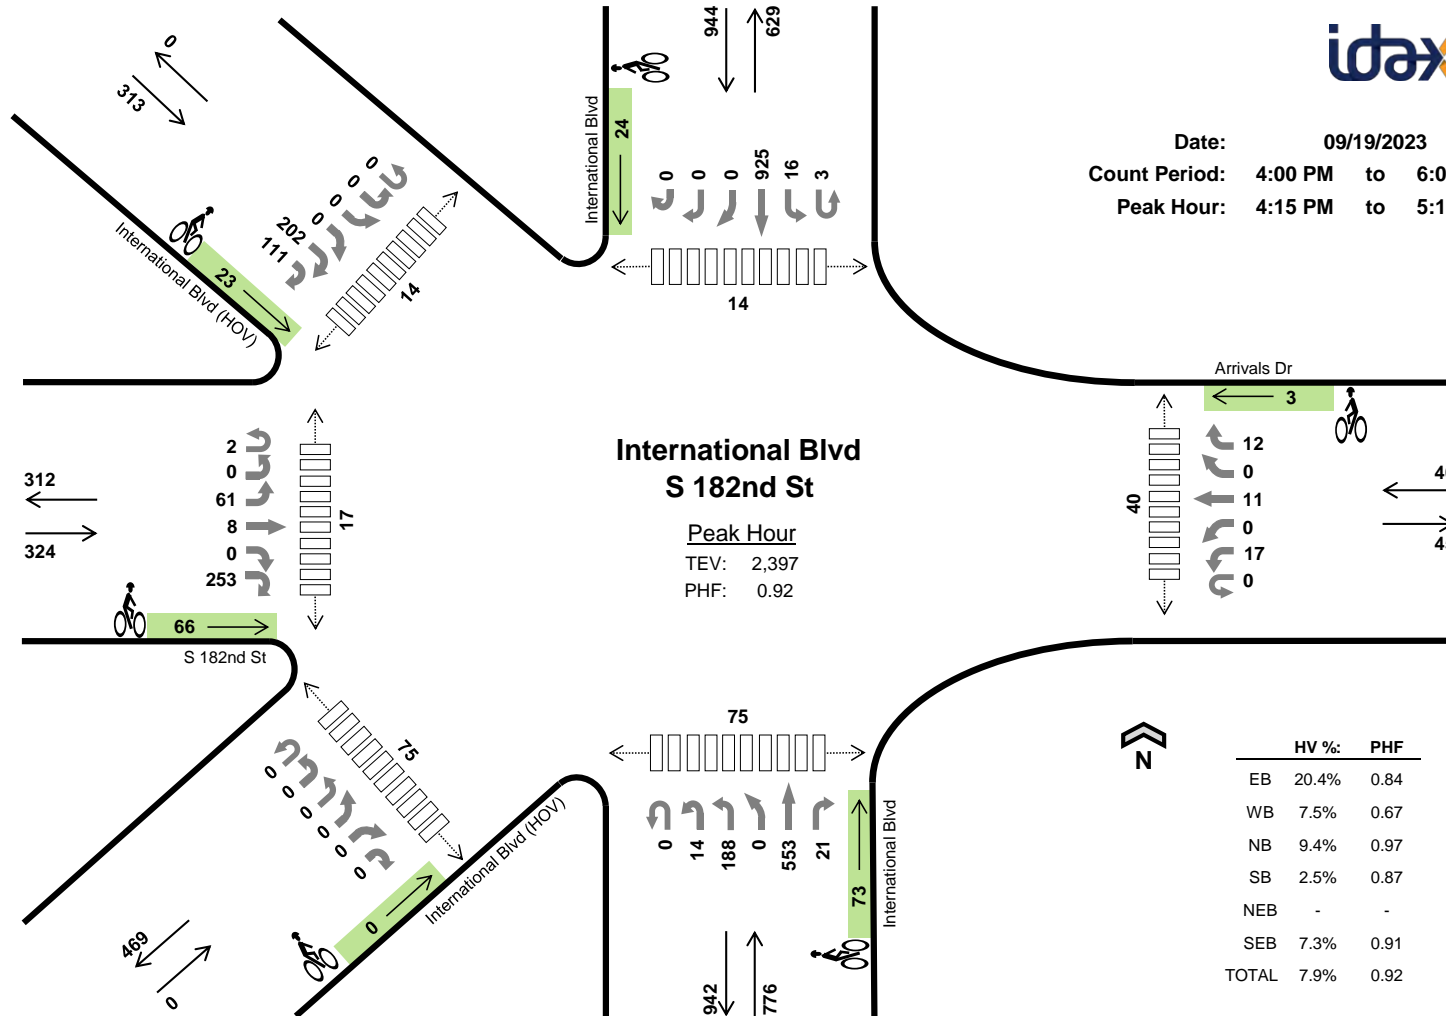 idax
Date: 09/19/2023
Count Period: 4:00 PM to 6:0
Peak Hour: 4:15 PM to 5:1
944
629
0
313
International Blvd
24
0 0 0 925 16 3
14
0
0
0
0
202
111
14
23
International Blvd (HOV)
Arrivals Dr
3
2
0
61
8
0
253
17
312
324
66
S 182nd St
International Blvd
S 182nd St
Peak Hour
TEV: 2,397
PHF: 0.92
40
12
0
11
0
17
0
75
0
0
0
0
0
0
0
International Blvd (HOV)
469
0
75
0 14 188 0 553 21
73
International Blvd
942
776
N
HV %: PHF
EB 20.4% 0.84
WB 7.5% 0.67
NB 9.4% 0.97
SB 2.5% 0.87
NEB - -
SEB 7.3% 0.91
TOTAL 7.9% 0.92